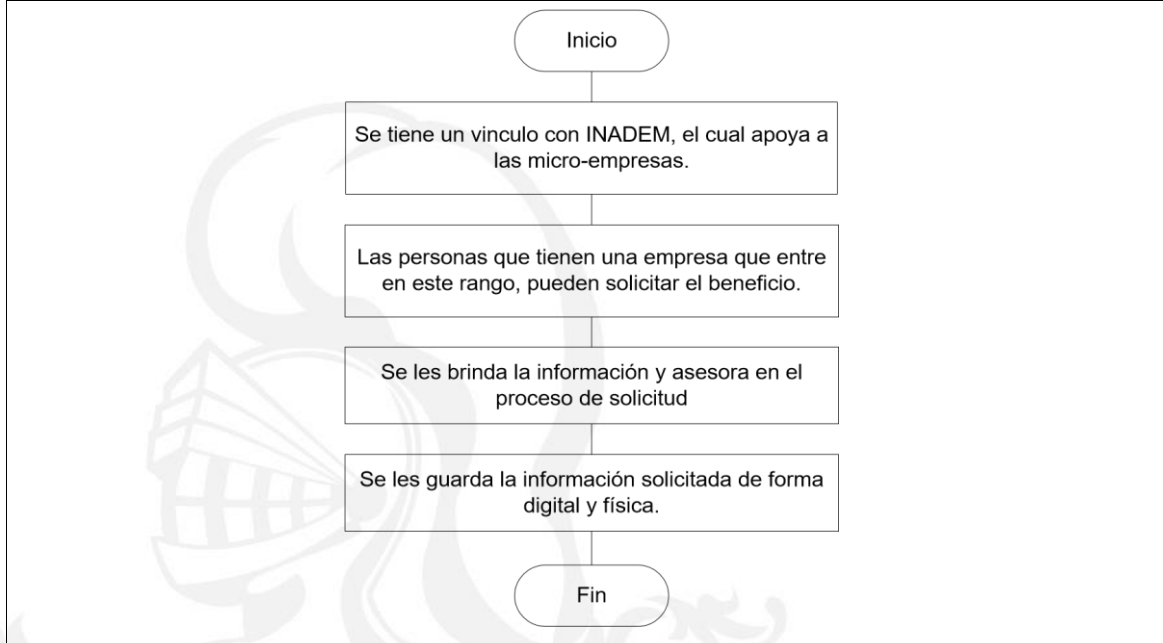 Inicio
Se tiene un vinculo con INADEM, el cual apoya a
las micro-empresas.
Las personas que tienen una empresa que entre
en este rango, pueden solicitar el beneficio.
Se les brinda la información y asesora en el
proceso de solicitud
Se les guarda la información solicitada de forma
digital y física.
Fin